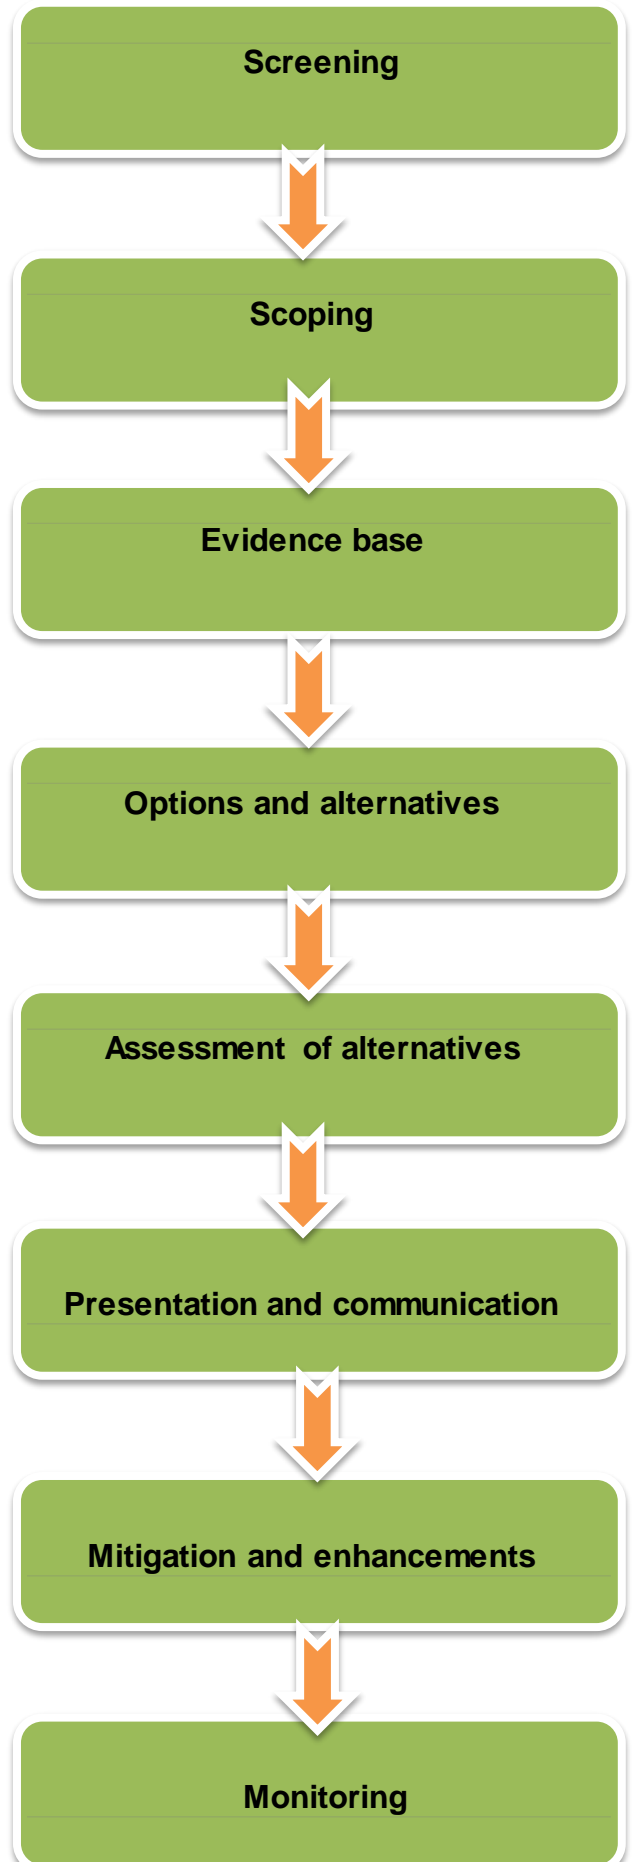 Screening
Scoping
Evidence base
Options and alternatives
Assessment of alternatives
Presentation and communication
Mitigation and enhancements
Monitoring